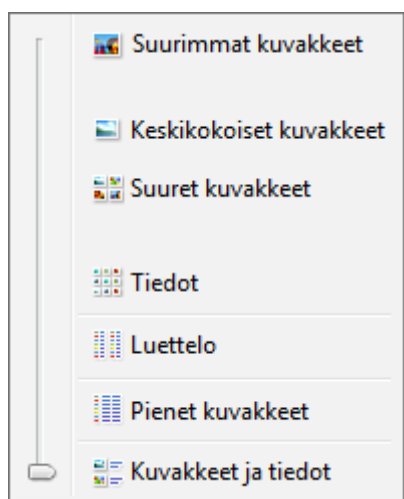 Suurimmat kuvakkeet
Keskikokoiset kuvakkeet
Suuret kuvakkeet
Tiedot
Luettelo
Pienet kuvakkeet
Kuvakkeet ja tiedot